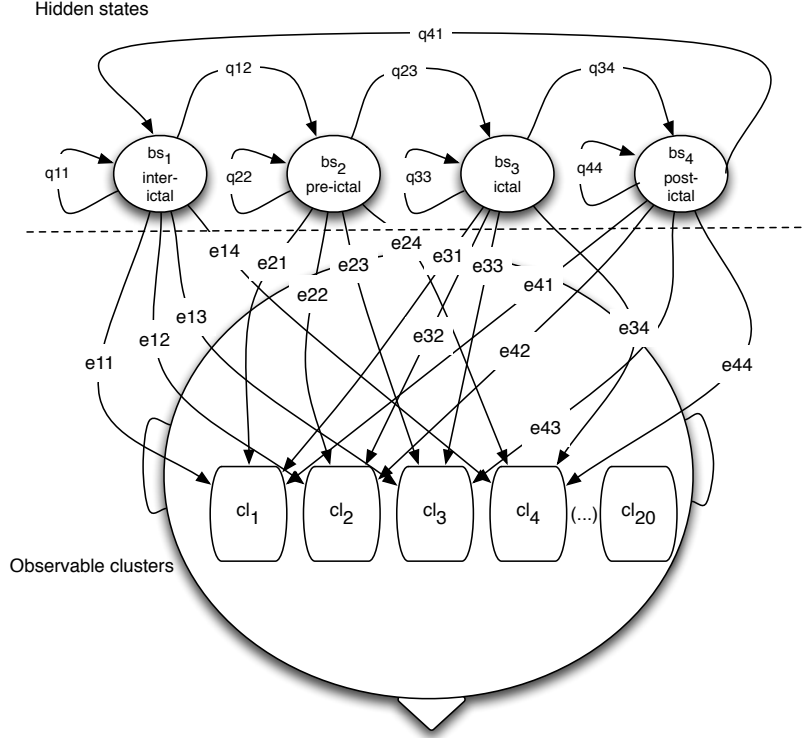 Hidden states
q41
q12
q23
q34
bs1
inter-
ictal
bs2
pre-ictal
bs3
ictal
bs4
post-
ictal
q11
q22
q33
q44
e14
e21
e23
e24
e31
e33
e41
e22
e13
e12
e32
e34
e11
e42
e44
e43
cl1
cl2
cl3
cl4
(...)
cl20
Observable clusters